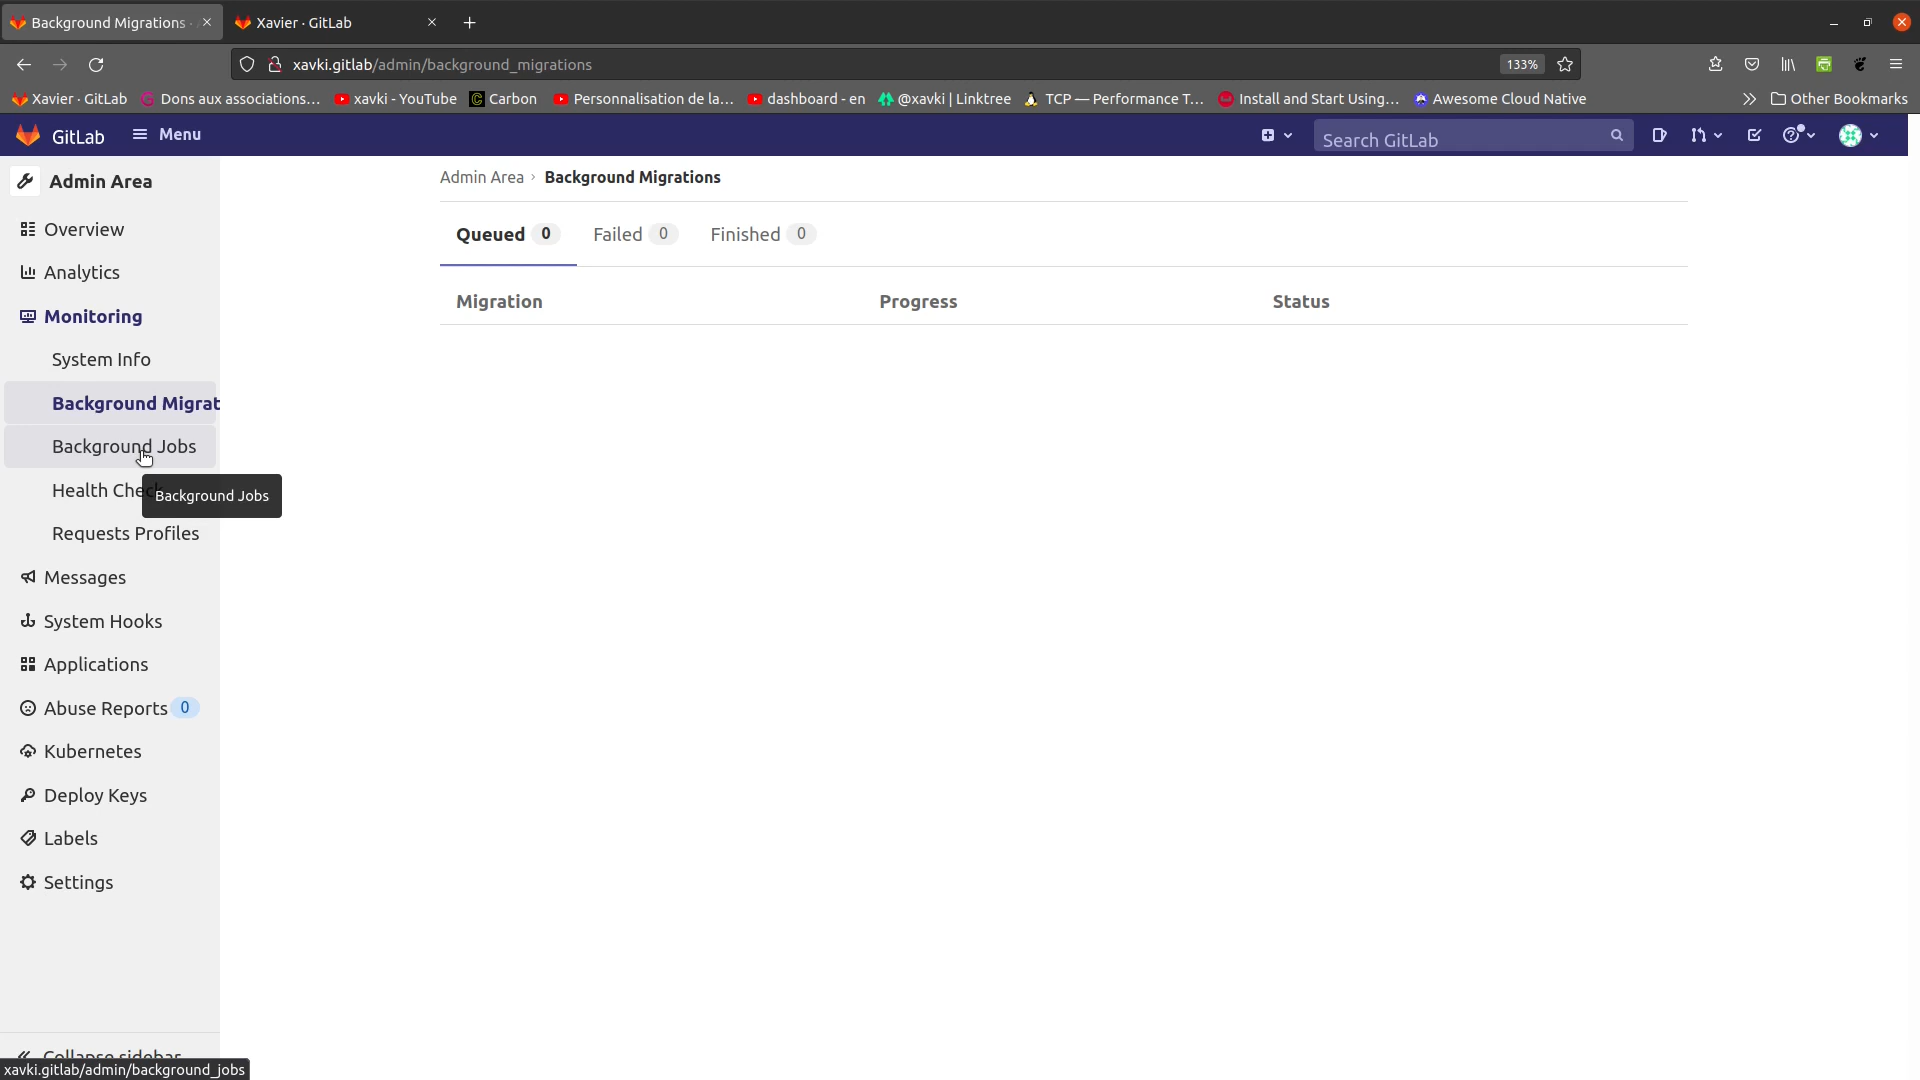 Background Migrations ·
Xavier · GitLab
xavki.gitlab/admin/background_migrations
133%
Xavier · GitLab
Dons aux associations...
xavki - YouTube
Carbon
Personnalisation de la...
dashboard - en
@xavki | Linktree
TCP — Performance T...
Install and Start Using...
Awesome Cloud Native
Other Bookmarks
GitLab
Menu
Search GitLab
Admin Area
Admin Area › Background Migrations
Overview
Queued 0
Failed 0
Finished 0
Analytics
Migration
Progress
Status
Monitoring
System Info
Background Migrat
Background Jobs
Health Chec
Background Jobs
Requests Profiles
Messages
System Hooks
Applications
Abuse Reports 0
Kubernetes
Deploy Keys
Labels
Settings
Collapse sidebar
xavki.gitlab/admin/background_jobs